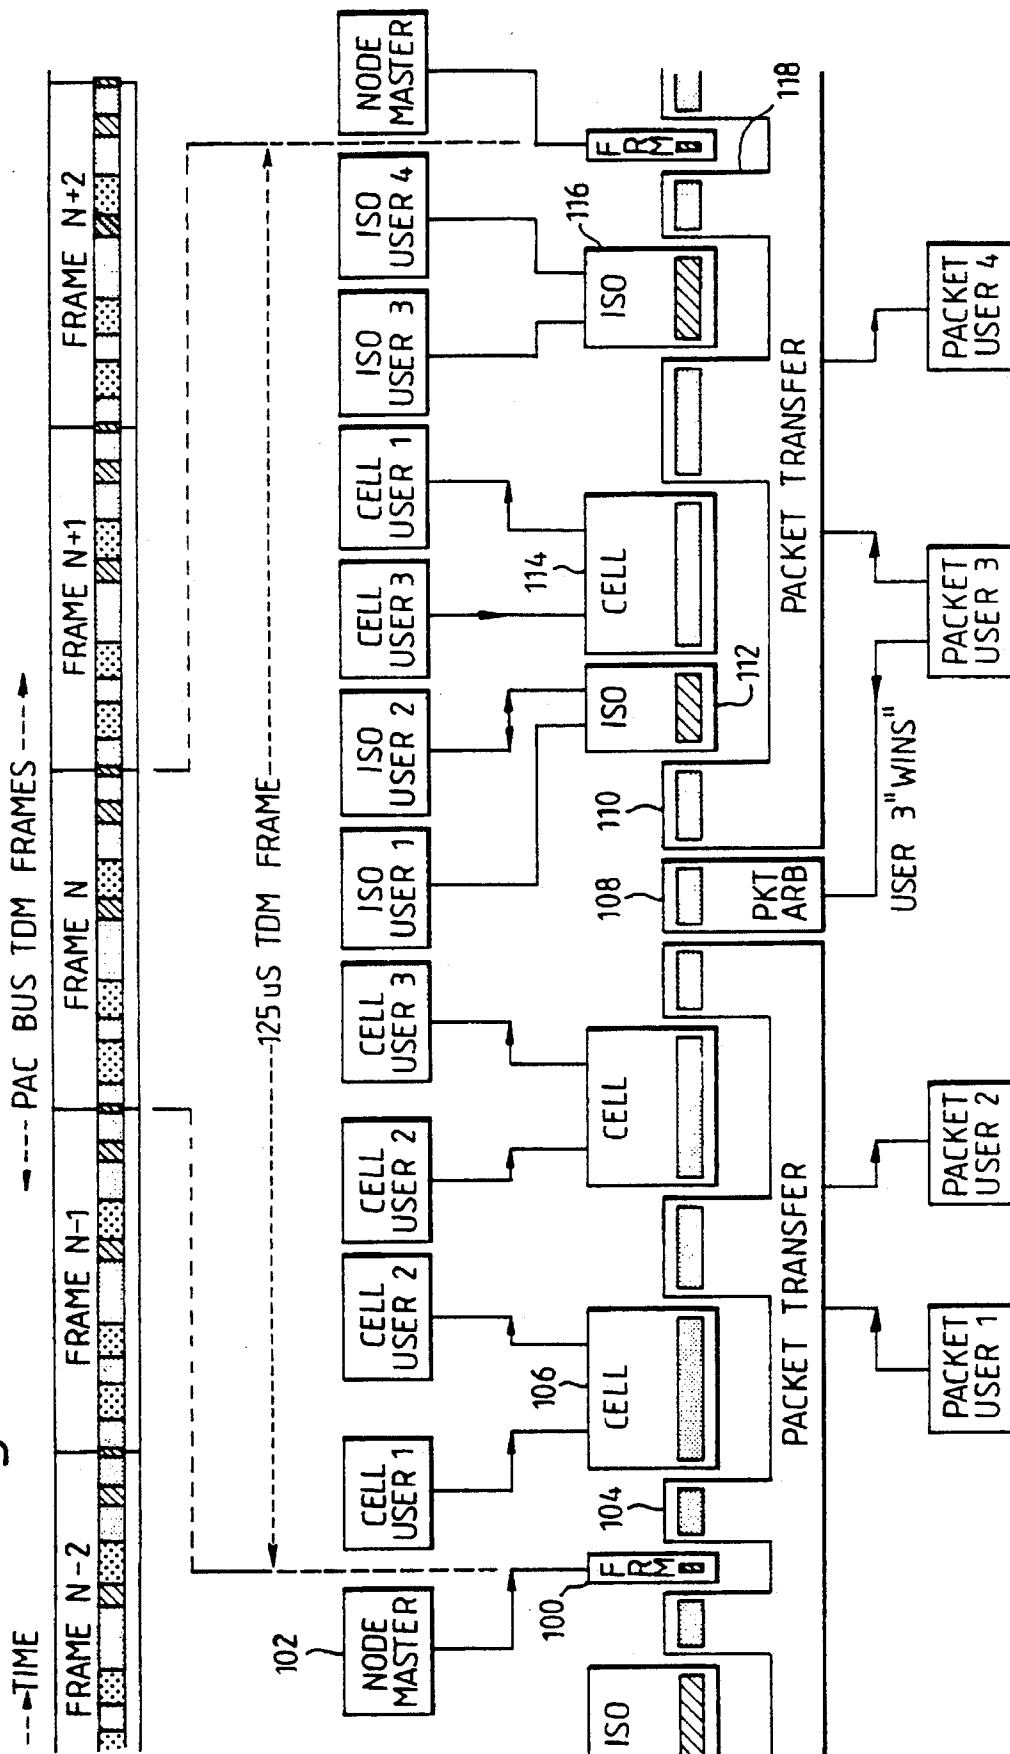 --►TIME
◄---- PAC BUS TDM FRAMES ----►
FRAME N-2
FRAME N-1
FRAME N
FRAME N+1
FRAME N+2
125 uS TDM FRAME
102
NODE
MASTER
CELL
USER 1
CELL
USER 2
CELL
USER 2
CELL
USER 3
ISO
USER 1
ISO
USER 2
CELL
USER 3
CELL
USER 1
ISO
USER 3
ISO
USER 4
NODE
MASTER
ISO
100
FRM
104
106
CELL
CELL
108
PKT
ARB
110
ISO
112
114
CELL
ISO
116
FRM
118
PACKET TRANSFER
PACKET TRANSFER
USER 3 "WINS"
PACKET
USER 1
PACKET
USER 2
PACKET
USER 3
PACKET
USER 4